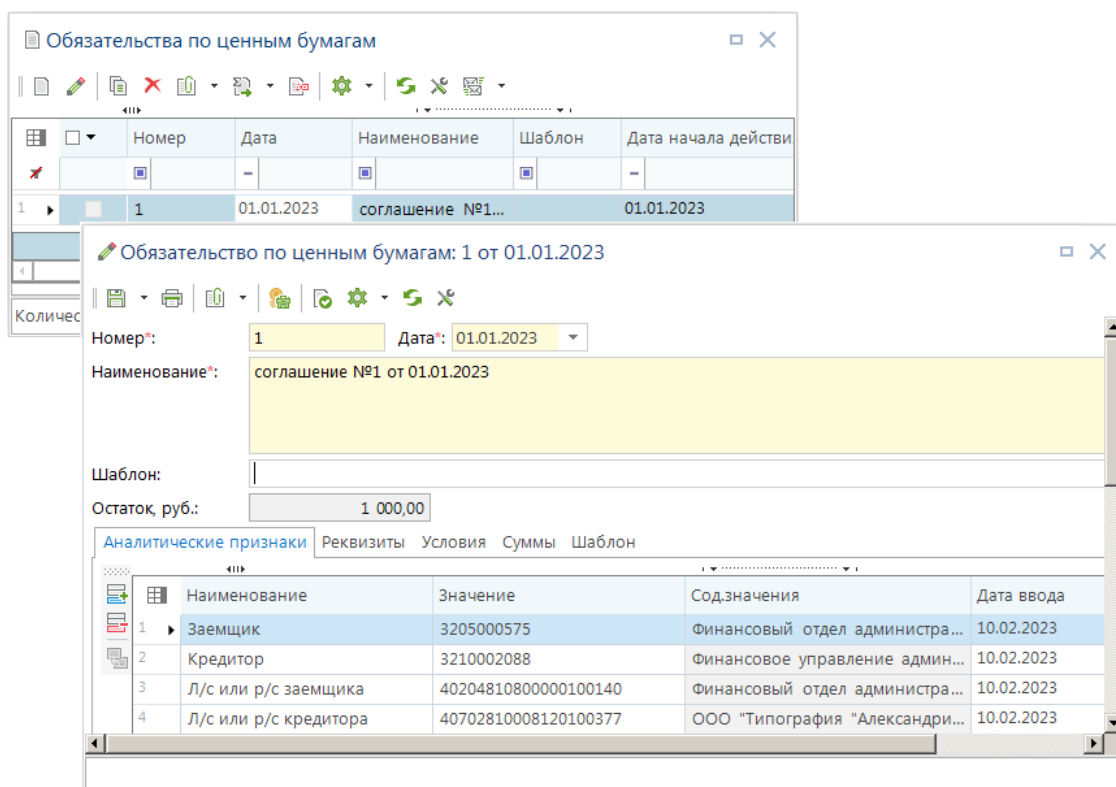 Обязательства по ценным бумагам
Номер Дата Наименование Шаблон Дата начала действи
1 1 01.01.2023 соглашение №1... 01.01.2023
Количес
Обязательство по ценным бумагам: 1 от 01.01.2023
Номер*: 1 Дата*: 01.01.2023
Наименование*: соглашение №1 от 01.01.2023
Шаблон:
Остаток, руб.: 1 000,00
Аналитические признаки Реквизиты Условия Суммы Шаблон
Наименование Значение Сод.значения Дата ввода
1 Заемщик 3205000575 Финансовый отдел администра... 10.02.2023
2 Кредитор 3210002088 Финансовое управление админ... 10.02.2023
3 Л/с или р/с заемщика 40204810800000100140 Финансовый отдел администра... 10.02.2023
4 Л/с или р/с кредитора 40702810008120100377 ООО "Типография "Александри... 10.02.2023